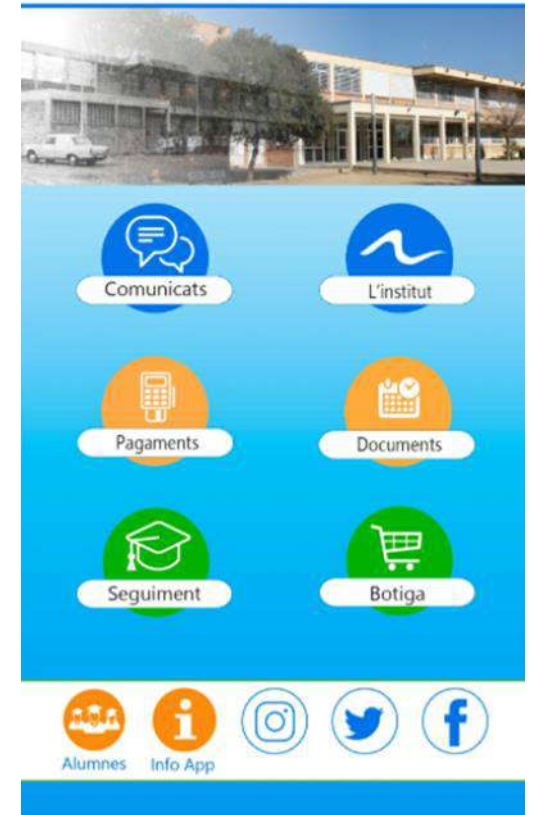 Comunicats
L'institut
Pagaments
Documents
Seguiment
Botiga
Alumnes
Info App